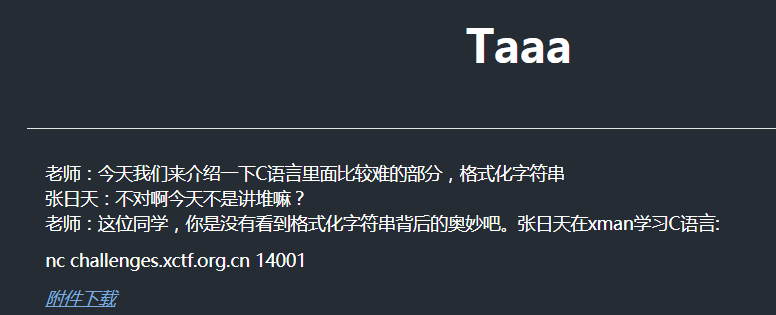 Taaa
老师：今天我们来介绍一下C语言里面比较难的部分，格式化字符串
张日天：不对啊今天不是讲堆嘛？
老师：这位同学，你是没有看到格式化字符串背后的奥妙吧。张日天在xman学习C语言:
nc challenges.xctf.org.cn 14001
附件下载